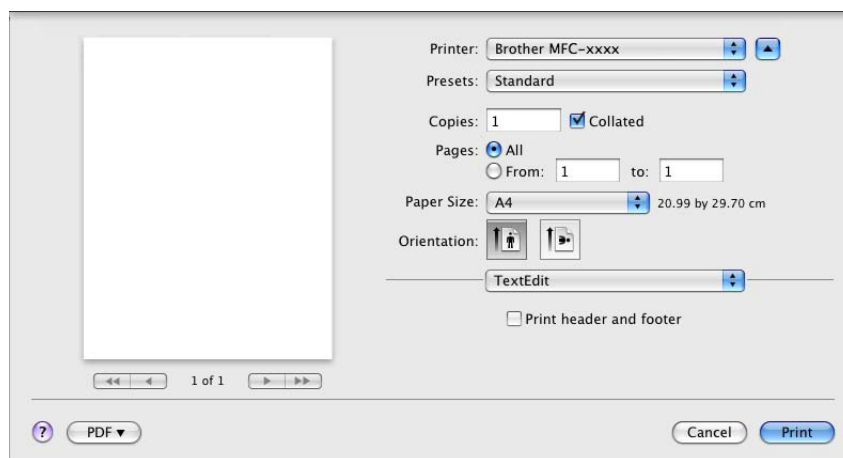 Printer: Brother MFC-xxxx
Presets: Standard
Copies: 1 Collated
Pages: All
From: 1 to: 1
Paper Size: A4 20.99 by 29.70 cm
Orientation:
TextEdit
Print header and footer
1 of 1
? PDF Cancel Print